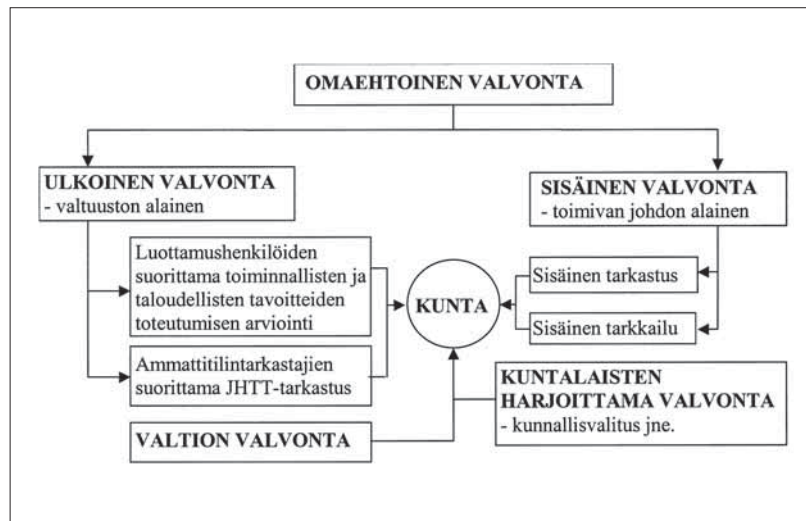 OMAEHTOINEN VALVONTA
ULKOINEN VALVONTA
- valtuuston alainen
SISÄINEN VALVONTA
- toimivan johdon alainen
Luottamushenkilöiden
suorittama toiminnallisten ja
taloudellisten tavoitteiden
toteutumisen arviointi
Ammattitilintarkastajien
suorittama JHTT-tarkastus
KUNTA
Sisäinen tarkastus
Sisäinen tarkkailu
VALTION VALVONTA
KUNTALAISTEN
HARJOITTAMA VALVONTA
- kunnallisvalitus jne.